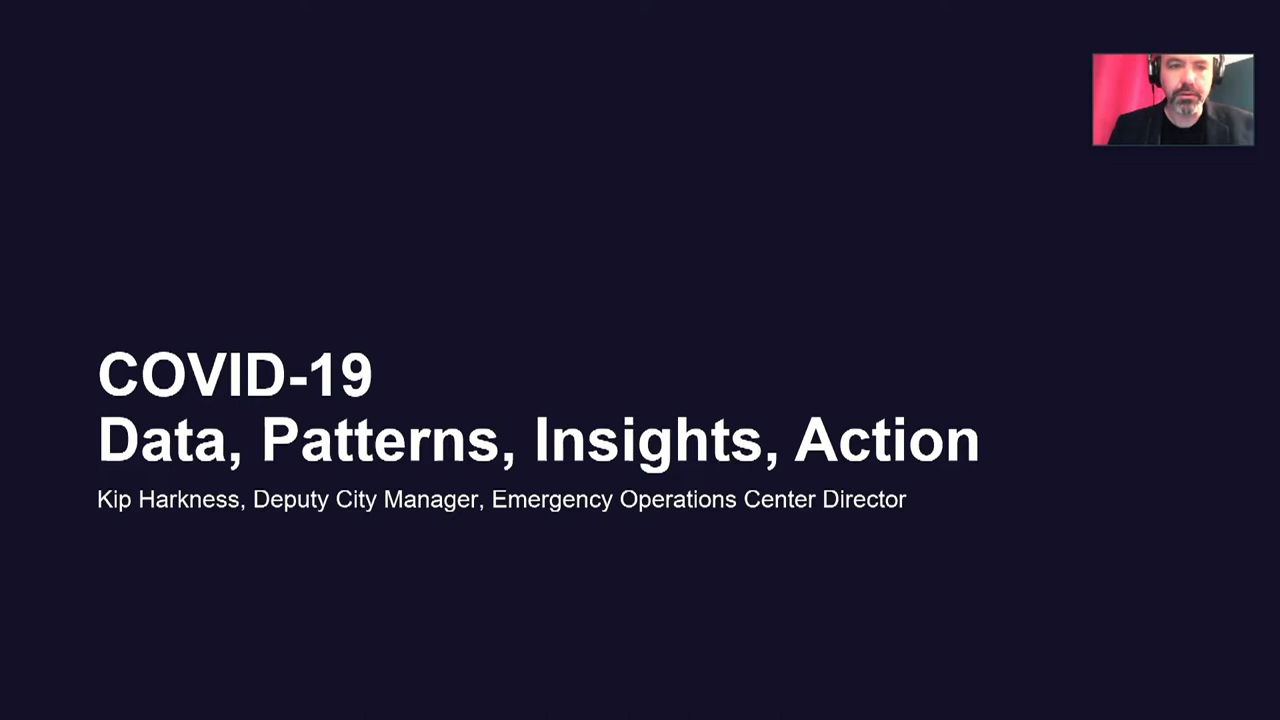 COVID-19
Data, Patterns, Insights, Action
Kip Harkness, Deputy City Manager, Emergency Operations Center Director